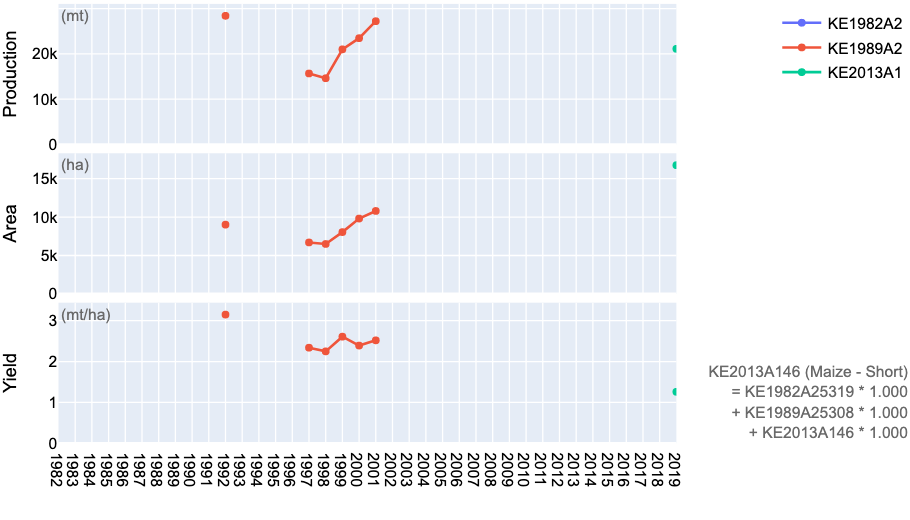 (mt)
Production
20k
10k
0
(ha)
Area
15k
10k
5k
0
(mt/ha)
Yield
3
2
1
0
1982
1983
1984
1985
1986
1987
1988
1989
1990
1991
1992
1993
1994
1995
1996
1997
1998
1999
2000
2001
2002
2003
2004
2005
2006
2007
2008
2009
2010
2011
2012
2013
2014
2015
2016
2017
2018
2019
KE1982A2
KE1989A2
KE2013A1
KE2013A146 (Maize - Short)
= KE1982A25319 * 1.000
+ KE1989A25308 * 1.000
+ KE2013A146 * 1.000